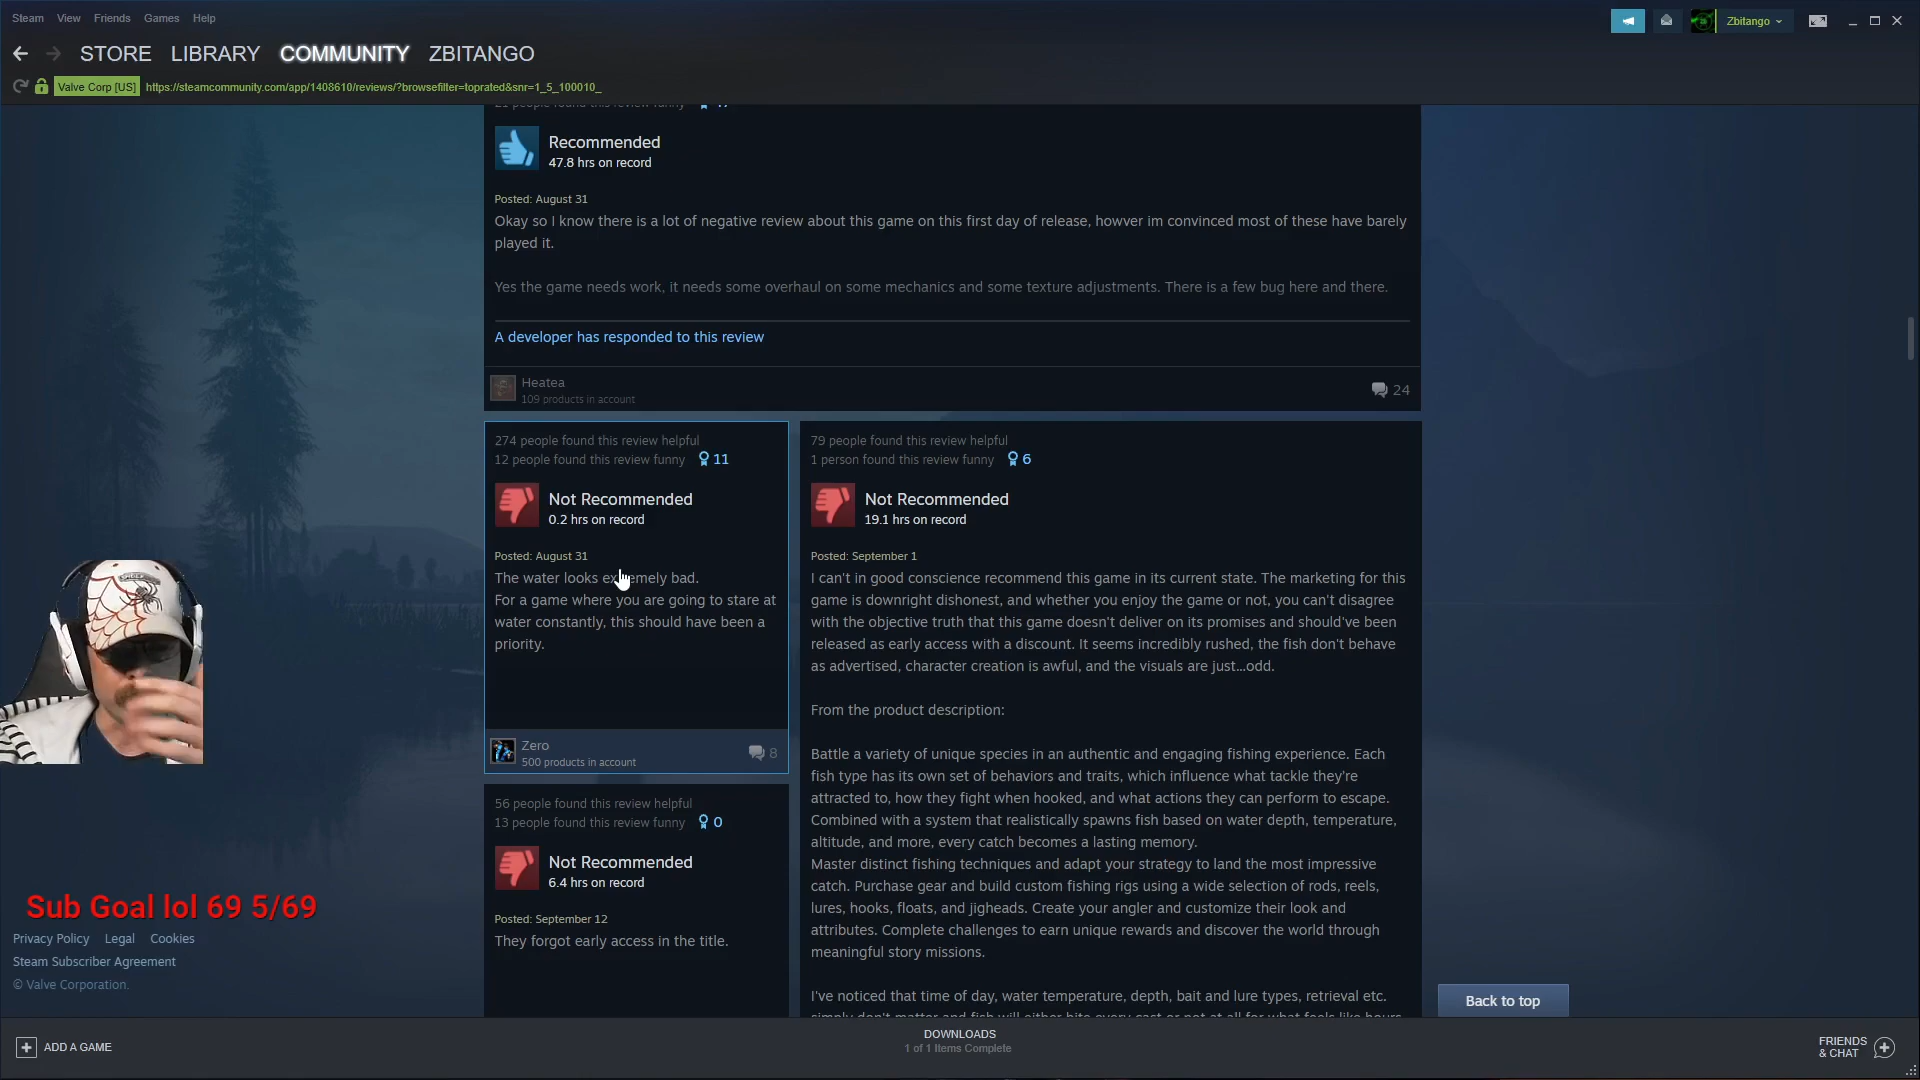 Steam View Friends Games Help
Zbitango
STORE LIBRARY COMMUNITY ZBITANGO
Valve Corp [US] https://steamcommunity.com/app/1408610/reviews/?browsefilter=toprated&snr=1_5_100010_
Recommended
47.8 hrs on record
Posted: August 31
Okay so I know there is a lot of negative review about this game on this first day of release, howver im convinced most of these have barely
played it.
Yes the game needs work, it needs some overhaul on some mechanics and some texture adjustments. There is a few bug here and there.
A developer has responded to this review
Heatea
109 products in account
24
274 people found this review helpful
12 people found this review funny 11
Not Recommended
0.2 hrs on record
Posted: August 31
The water looks extremely bad.
For a game where you are going to stare at
water constantly, this should have been a
priority.
Zero
500 products in account
8
56 people found this review helpful
13 people found this review funny 0
Not Recommended
6.4 hrs on record
Posted: September 12
They forgot early access in the title.
79 people found this review helpful
1 person found this review funny 6
Not Recommended
19.1 hrs on record
Posted: September 1
I can't in good conscience recommend this game in its current state. The marketing for this
game is downright dishonest, and whether you enjoy the game or not, you can't disagree
with the objective truth that this game doesn't deliver on its promises and should've been
released as early access with a discount. It seems incredibly rushed, the fish don't behave
as advertised, character creation is awful, and the visuals are just...odd.
From the product description:
Battle a variety of unique species in an authentic and engaging fishing experience. Each
fish type has its own set of behaviors and traits, which influence what tackle they're
attracted to, how they fight when hooked, and what actions they can perform to escape.
Combined with a system that realistically spawns fish based on water depth, temperature,
altitude, and more, every catch becomes a lasting memory.
Master distinct fishing techniques and adapt your strategy to land the most impressive
catch. Purchase gear and build custom fishing rigs using a wide selection of rods, reels,
lures, hooks, floats, and jigheads. Create your angler and customize their look and
attributes. Complete challenges to earn unique rewards and discover the world through
meaningful story missions.
I've noticed that time of day, water temperature, depth, bait and lure types, retrieval etc.
simply don't matter and fish will either bite every cast or not at all for what feels like hours
Sub Goal lol 69 5/69
Privacy Policy Legal Cookies
Steam Subscriber Agreement
© Valve Corporation.
Back to top
ADD A GAME
DOWNLOADS
1 of 1 Items Complete
FRIENDS
& CHAT